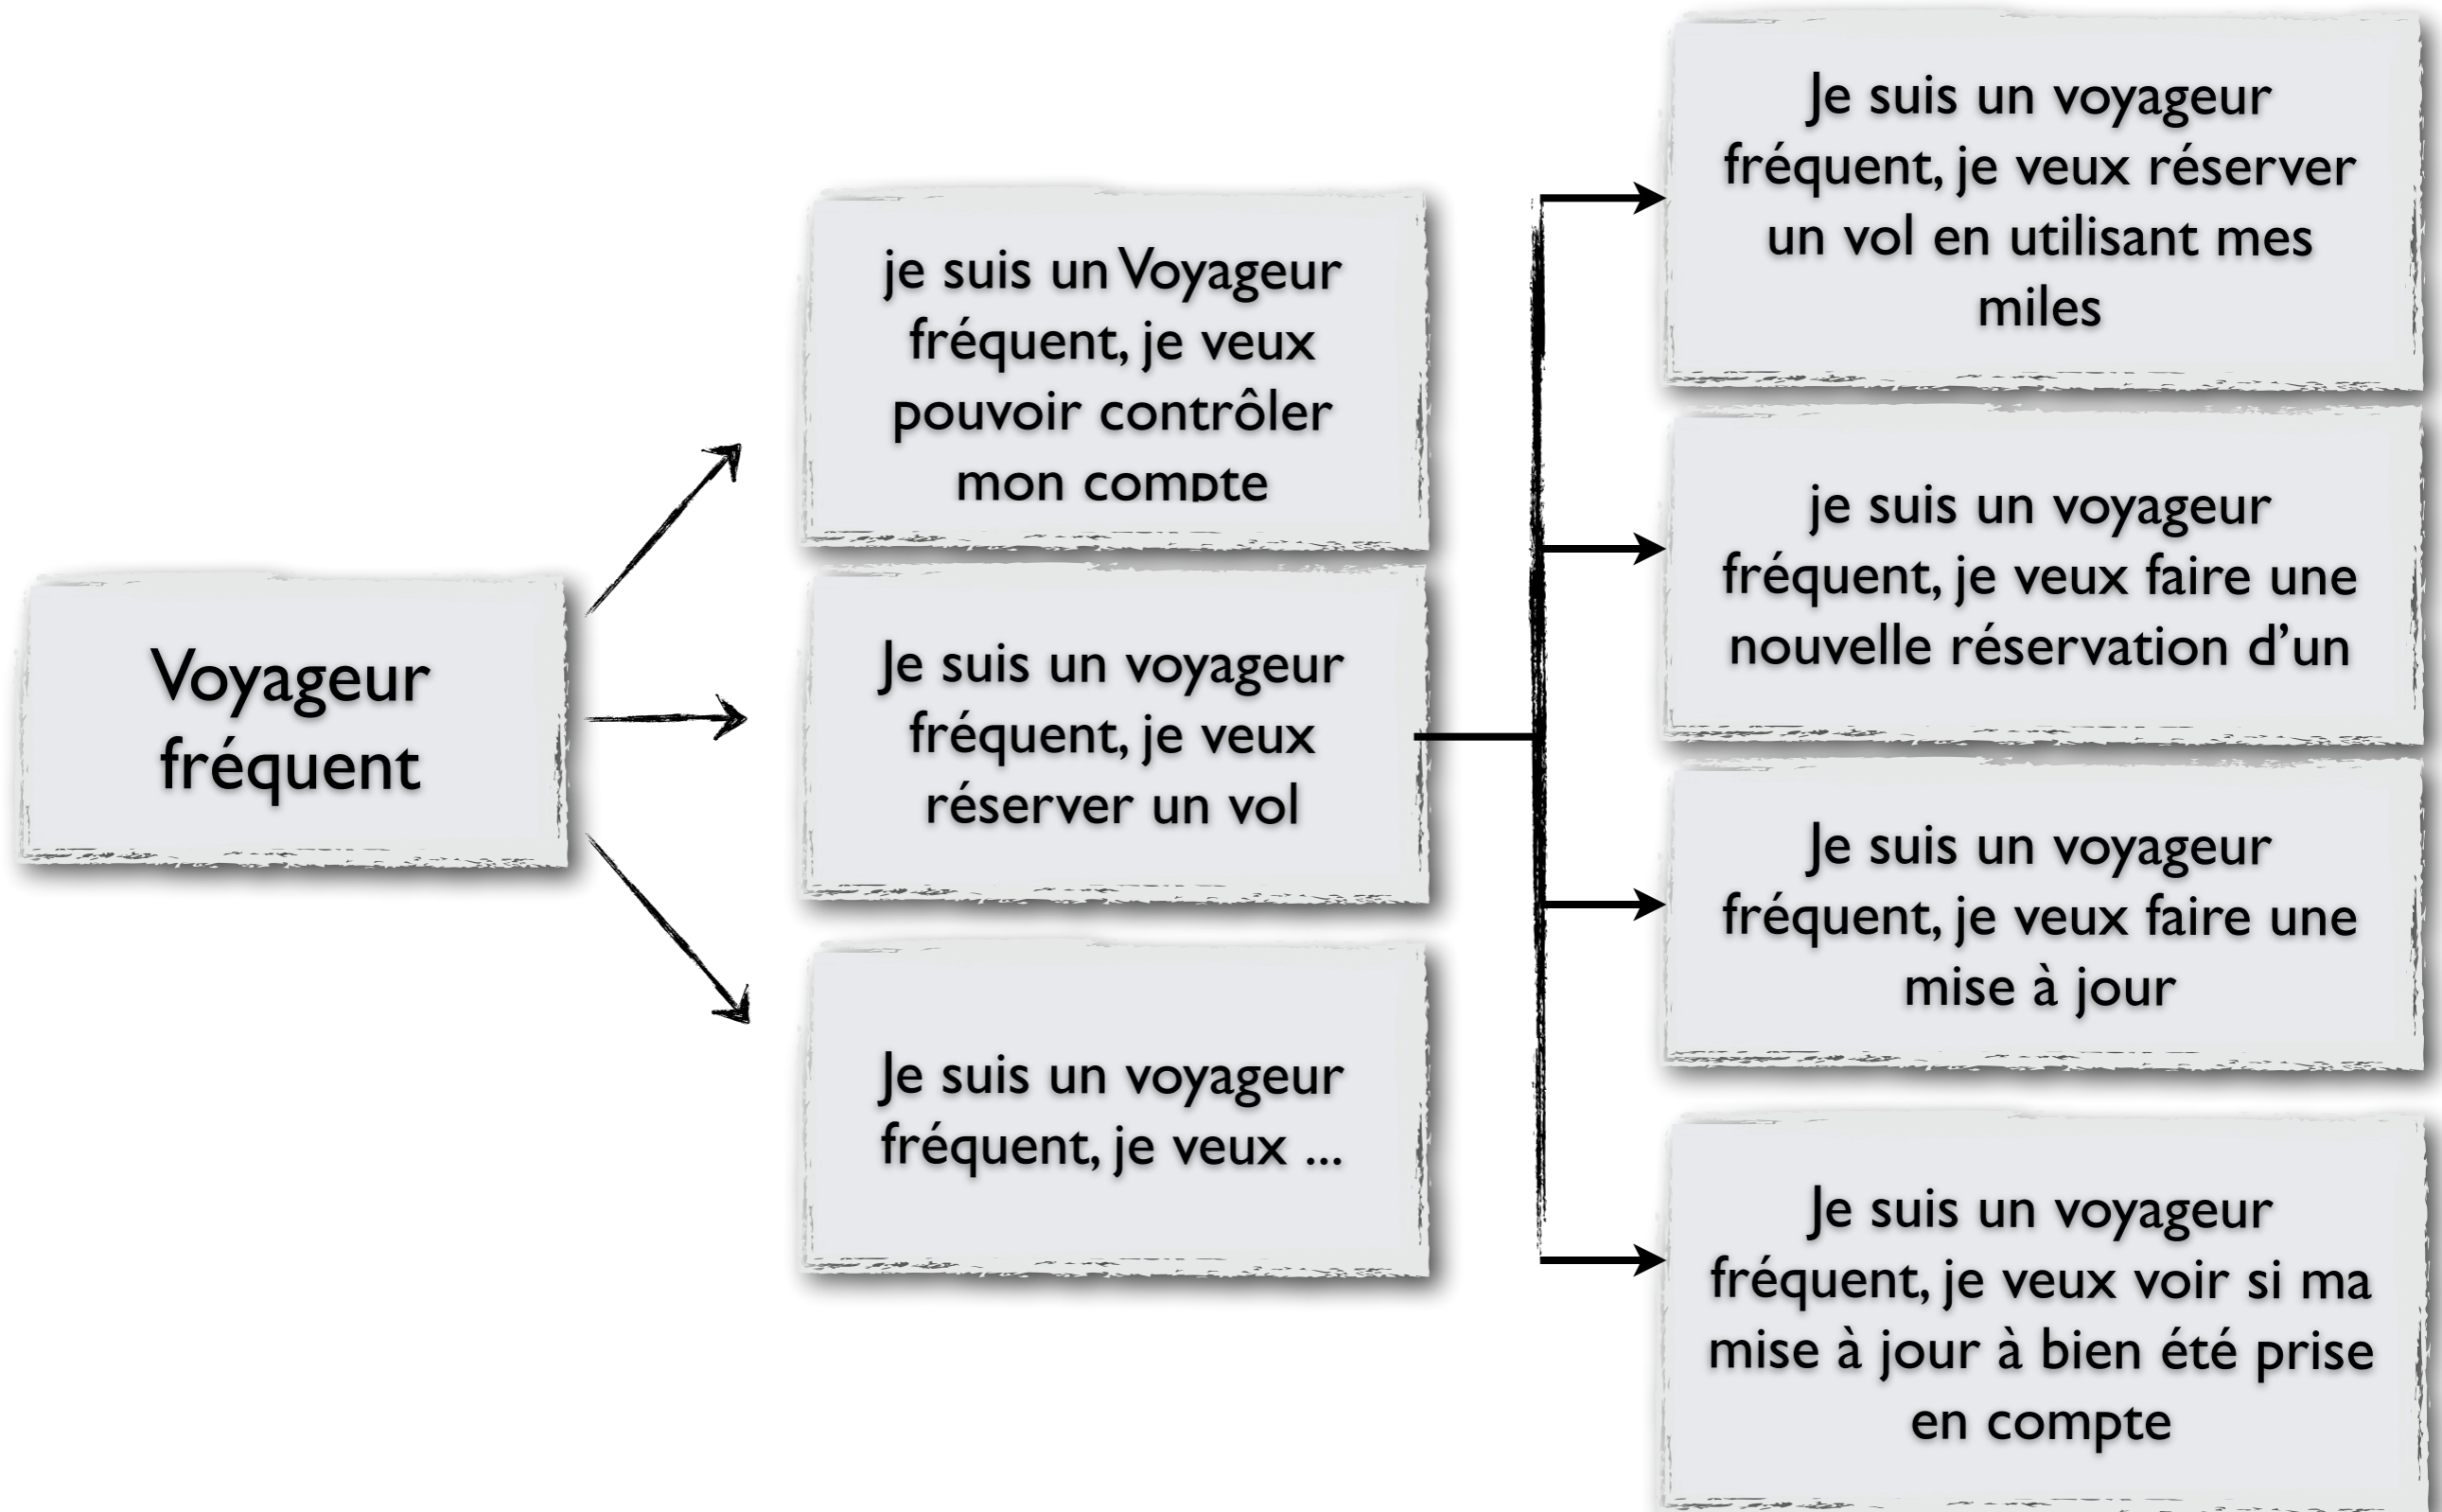 Voyageur
fréquent
je suis un Voyageur
fréquent, je veux
pouvoir contrôler
mon compte
Je suis un voyageur
fréquent, je veux
réserver un vol
Je suis un voyageur
fréquent, je veux ...
Je suis un voyageur
fréquent, je veux réserver
un vol en utilisant mes
miles
je suis un voyageur
fréquent, je veux faire une
nouvelle réservation d’un
Je suis un voyageur
fréquent, je veux faire une
mise à jour
Je suis un voyageur
fréquent, je veux voir si ma
mise à jour à bien été prise
en compte